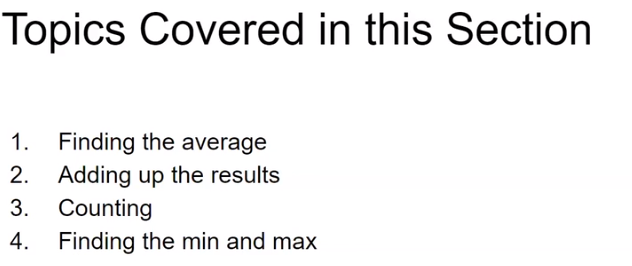 Topics Covered in this Section
1. Finding the average
2. Adding up the results
3. Counting
4. Finding the min and max